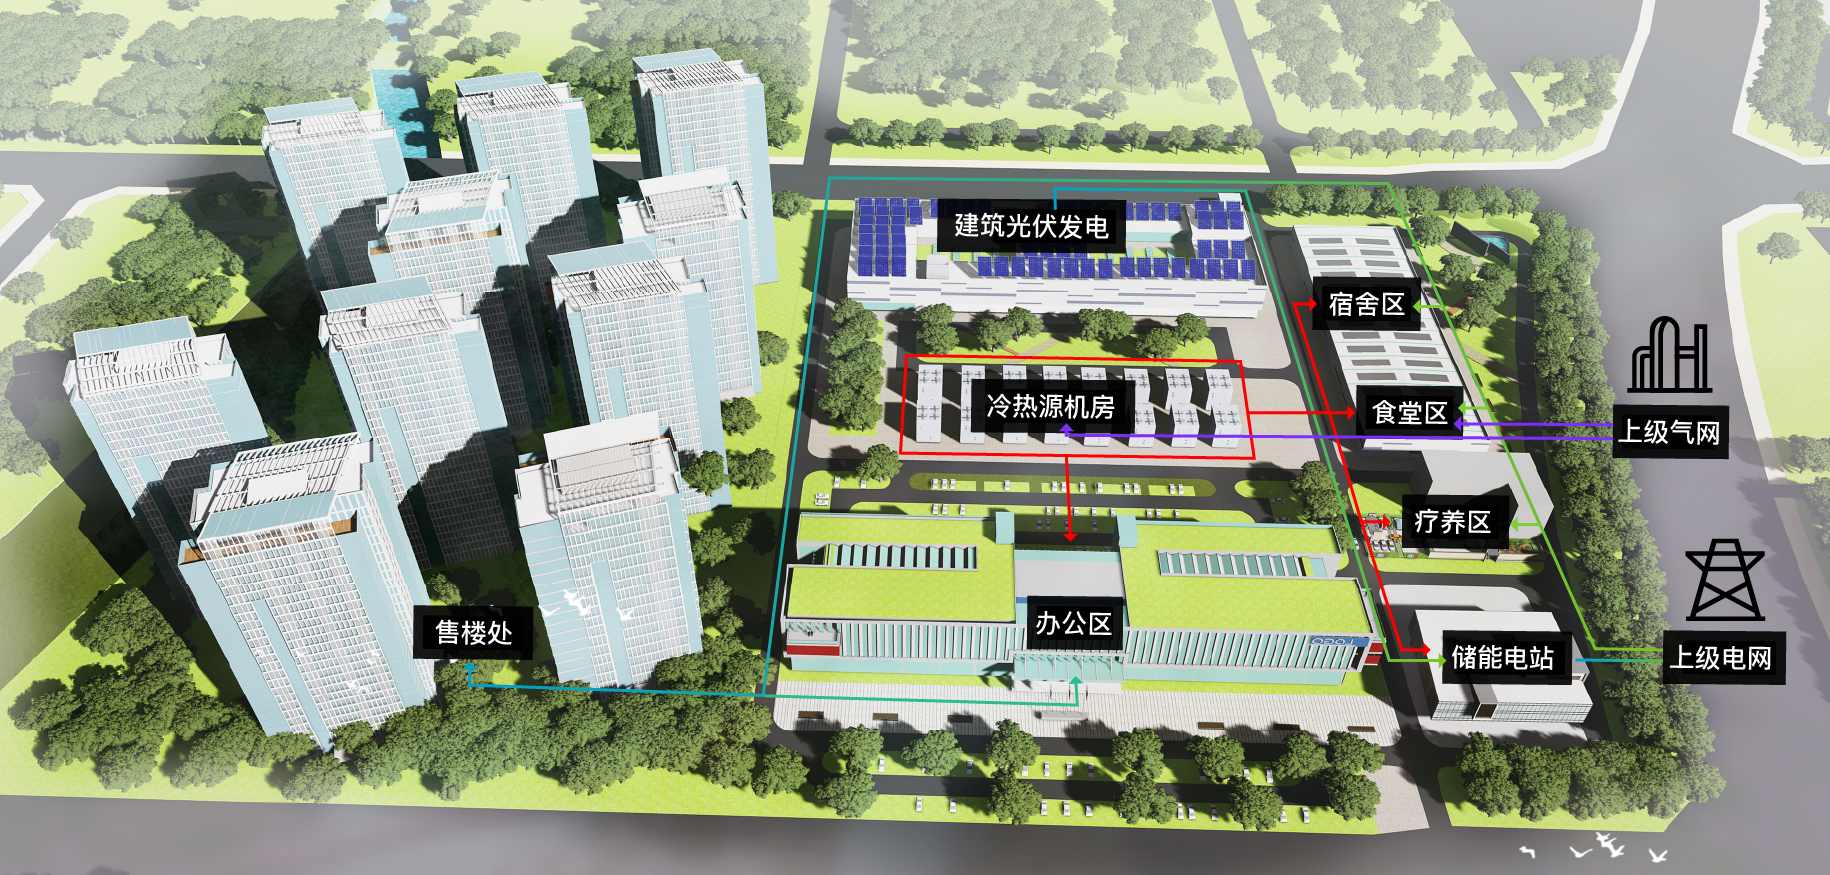 建筑光伏发电
宿舍区
冷热源机房
食堂区
上级气网
疗养区
办公区
售楼处
储能电站
上级电网